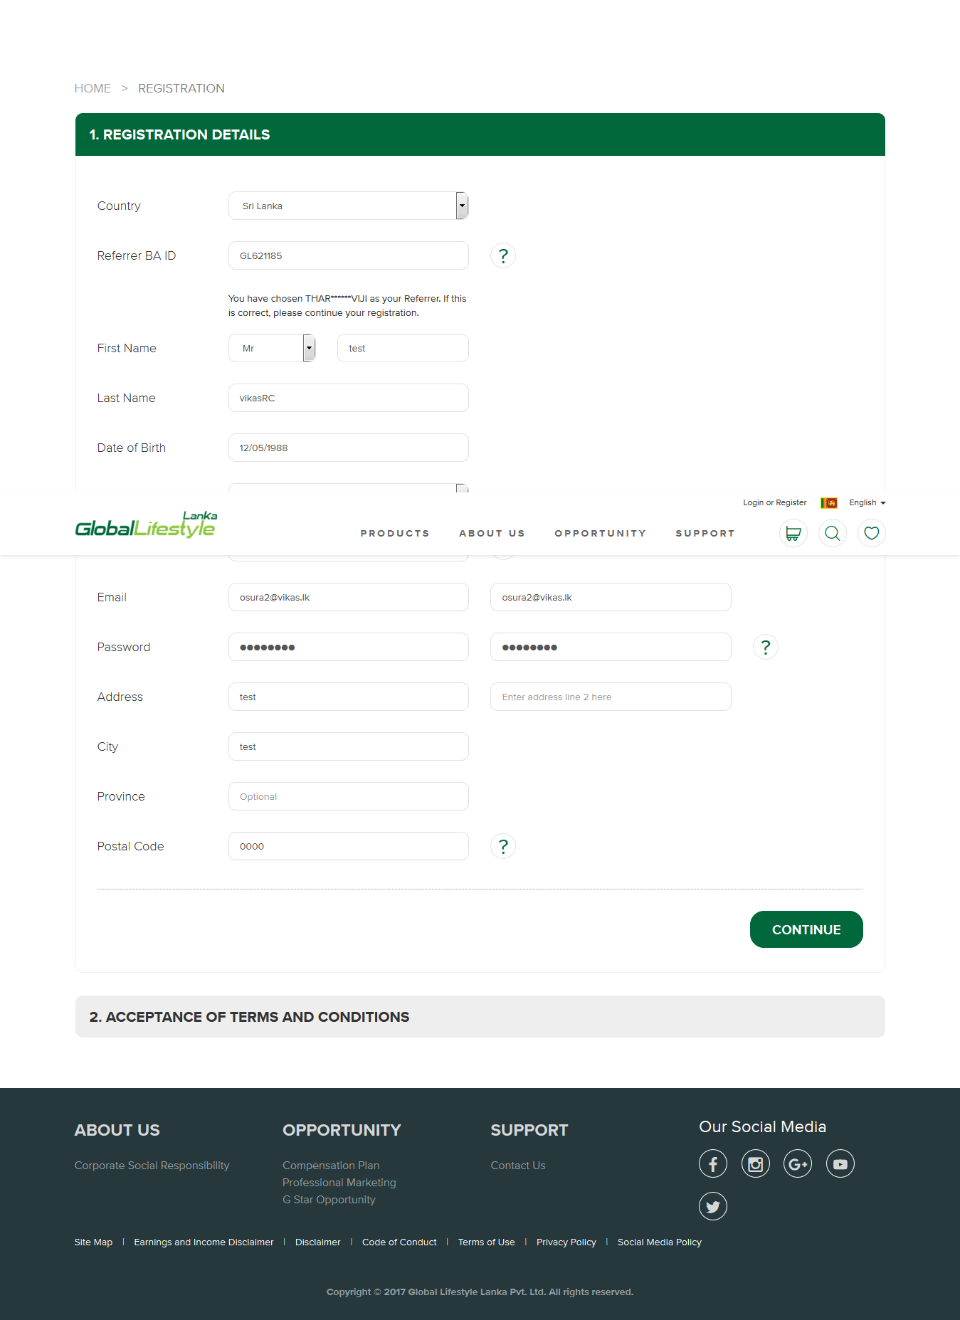 HOME > REGISTRATION
1. REGISTRATION DETAILS
Country Sri Lanka
Referrer BA ID GL621185 ?
You have chosen THAR******VIJI as your Referrer. If this
is correct, please continue your registration.
First Name Mr test
Last Name vikasRC
Date of Birth 12/05/1988
Login or Register English
Lanka
GlobalLifestyle
PRODUCTS ABOUT US OPPORTUNITY SUPPORT
Email osura2@vikas.lk osura2@vikas.lk
Password ●●●●●●●● ●●●●●●●● ?
Address test Enter address line 2 here
City test
Province Optional
Postal Code 0000 ?
CONTINUE
2. ACCEPTANCE OF TERMS AND CONDITIONS
ABOUT US
Corporate Social Responsibility
OPPORTUNITY
Compensation Plan
Professional Marketing
G Star Opportunity
SUPPORT
Contact Us
Our Social Media
Site Map | Earnings and Income Disclaimer | Disclaimer | Code of Conduct | Terms of Use | Privacy Policy | Social Media Policy
Copyright © 2017 Global Lifestyle Lanka Pvt. Ltd. All rights reserved.